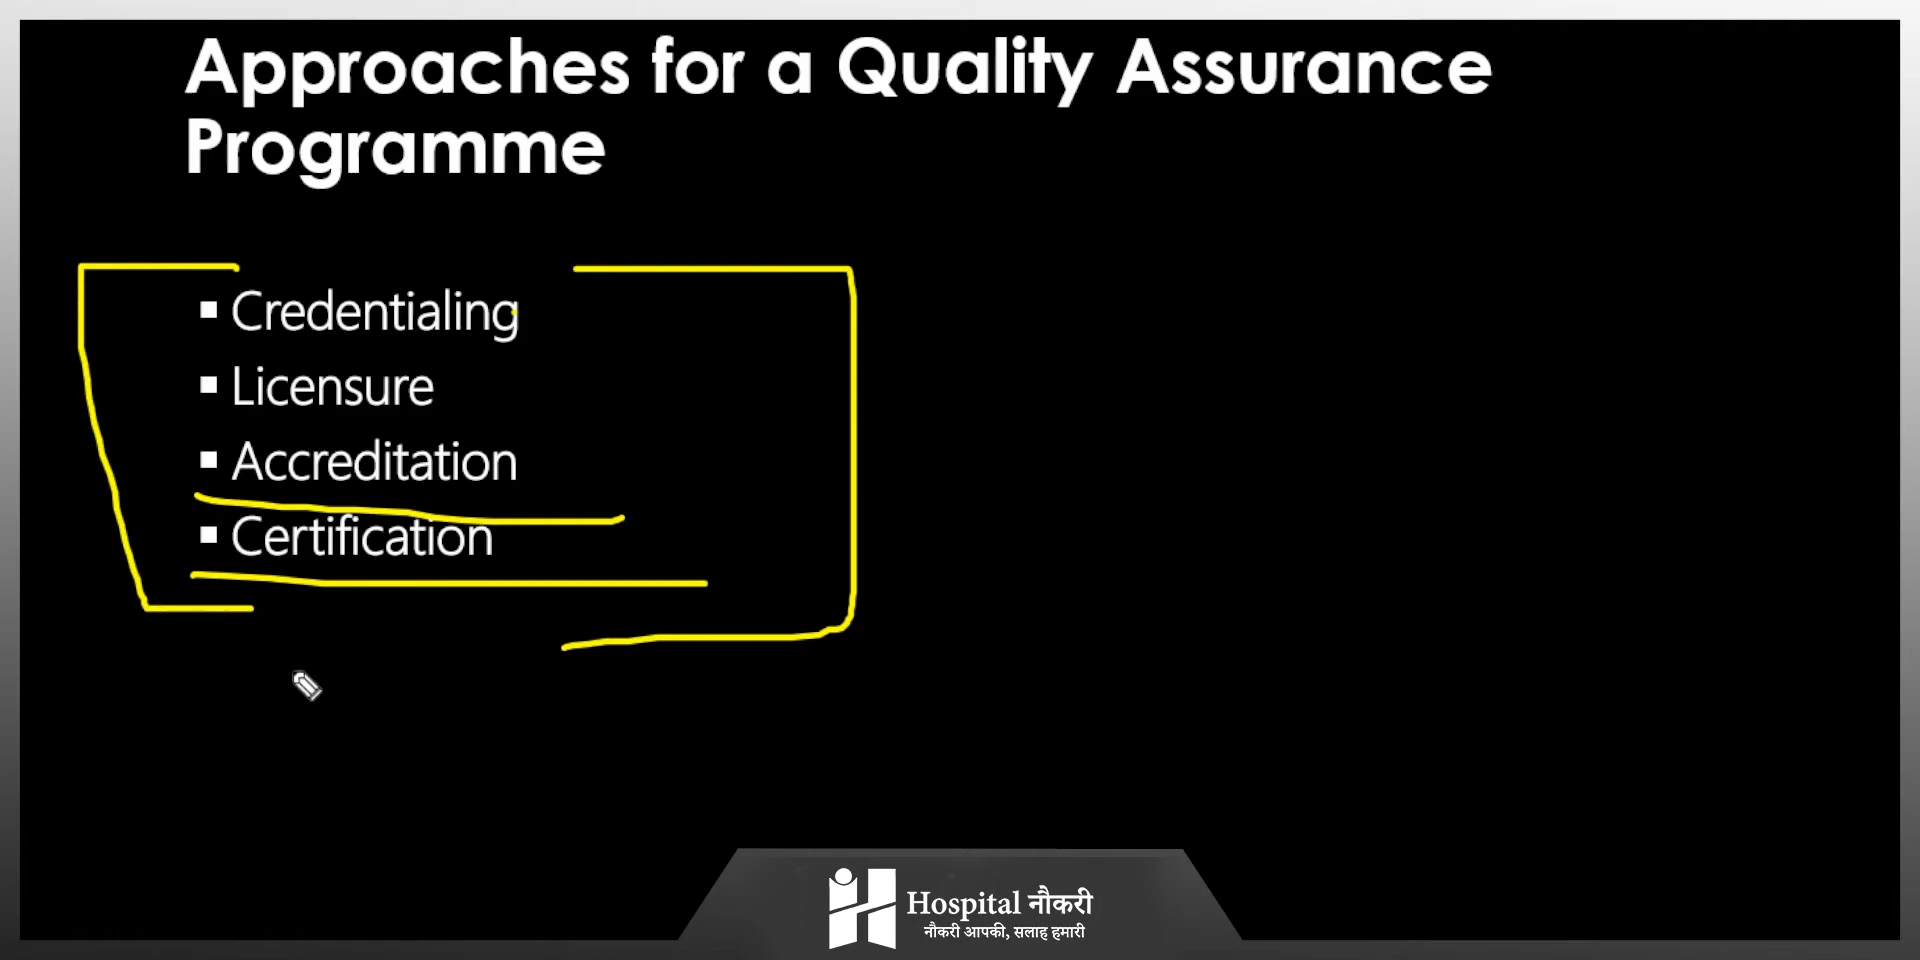 Approaches for a Quality Assurance
Programme
▪ Credentialing
▪ Licensure
▪ Accreditation
▪ Certification
Hospital नौकरी
नौकरी आपकी, सलाह हमारी